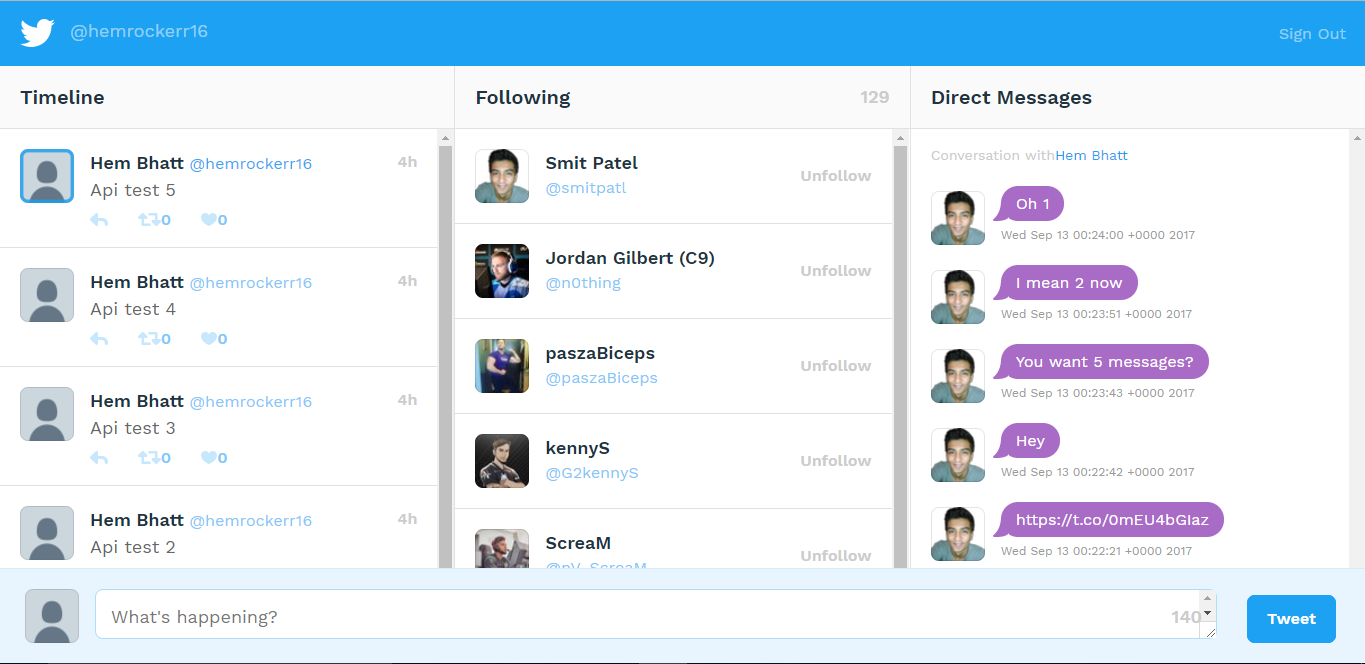 @hemrockerr16
Sign Out
Timeline
Hem Bhatt @hemrockerr16 4h
Api test 5
0 0
Hem Bhatt @hemrockerr16 4h
Api test 4
0 0
Hem Bhatt @hemrockerr16 4h
Api test 3
0 0
Hem Bhatt @hemrockerr16 4h
Api test 2
Following 129
Smit Patel
@smitpatl
Unfollow
Jordan Gilbert (C9)
@n0thing
Unfollow
paszaBiceps
@paszaBiceps
Unfollow
kennyS
@G2kennyS
Unfollow
ScreaM
@nV_ScreaM
Unfollow
Direct Messages
Conversation withHem Bhatt
Oh 1
Wed Sep 13 00:24:00 +0000 2017
I mean 2 now
Wed Sep 13 00:23:51 +0000 2017
You want 5 messages?
Wed Sep 13 00:23:43 +0000 2017
Hey
Wed Sep 13 00:22:42 +0000 2017
https://t.co/0mEU4bGIaz
Wed Sep 13 00:22:21 +0000 2017
What's happening?
140
Tweet